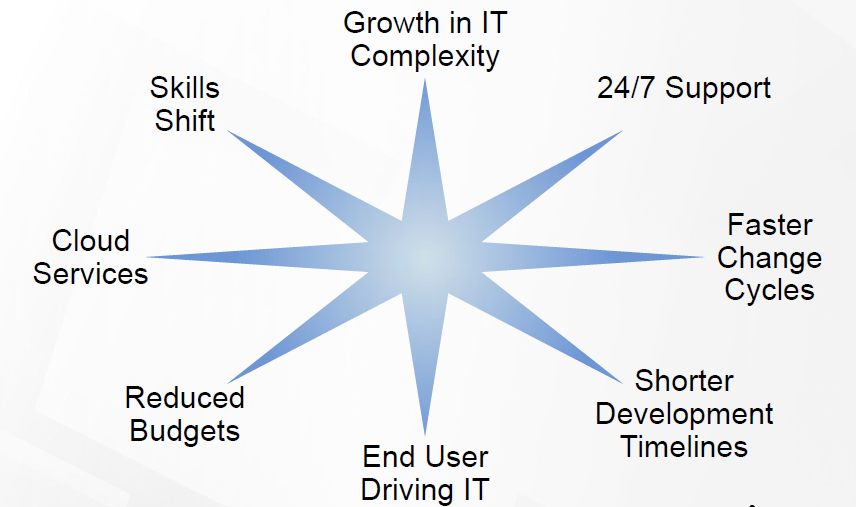 Growth in IT
Complexity
24/7 Support
Faster
Change
Cycles
Shorter
Development
Timelines
End User
Driving IT
Reduced
Budgets
Cloud
Services
Skills
Shift